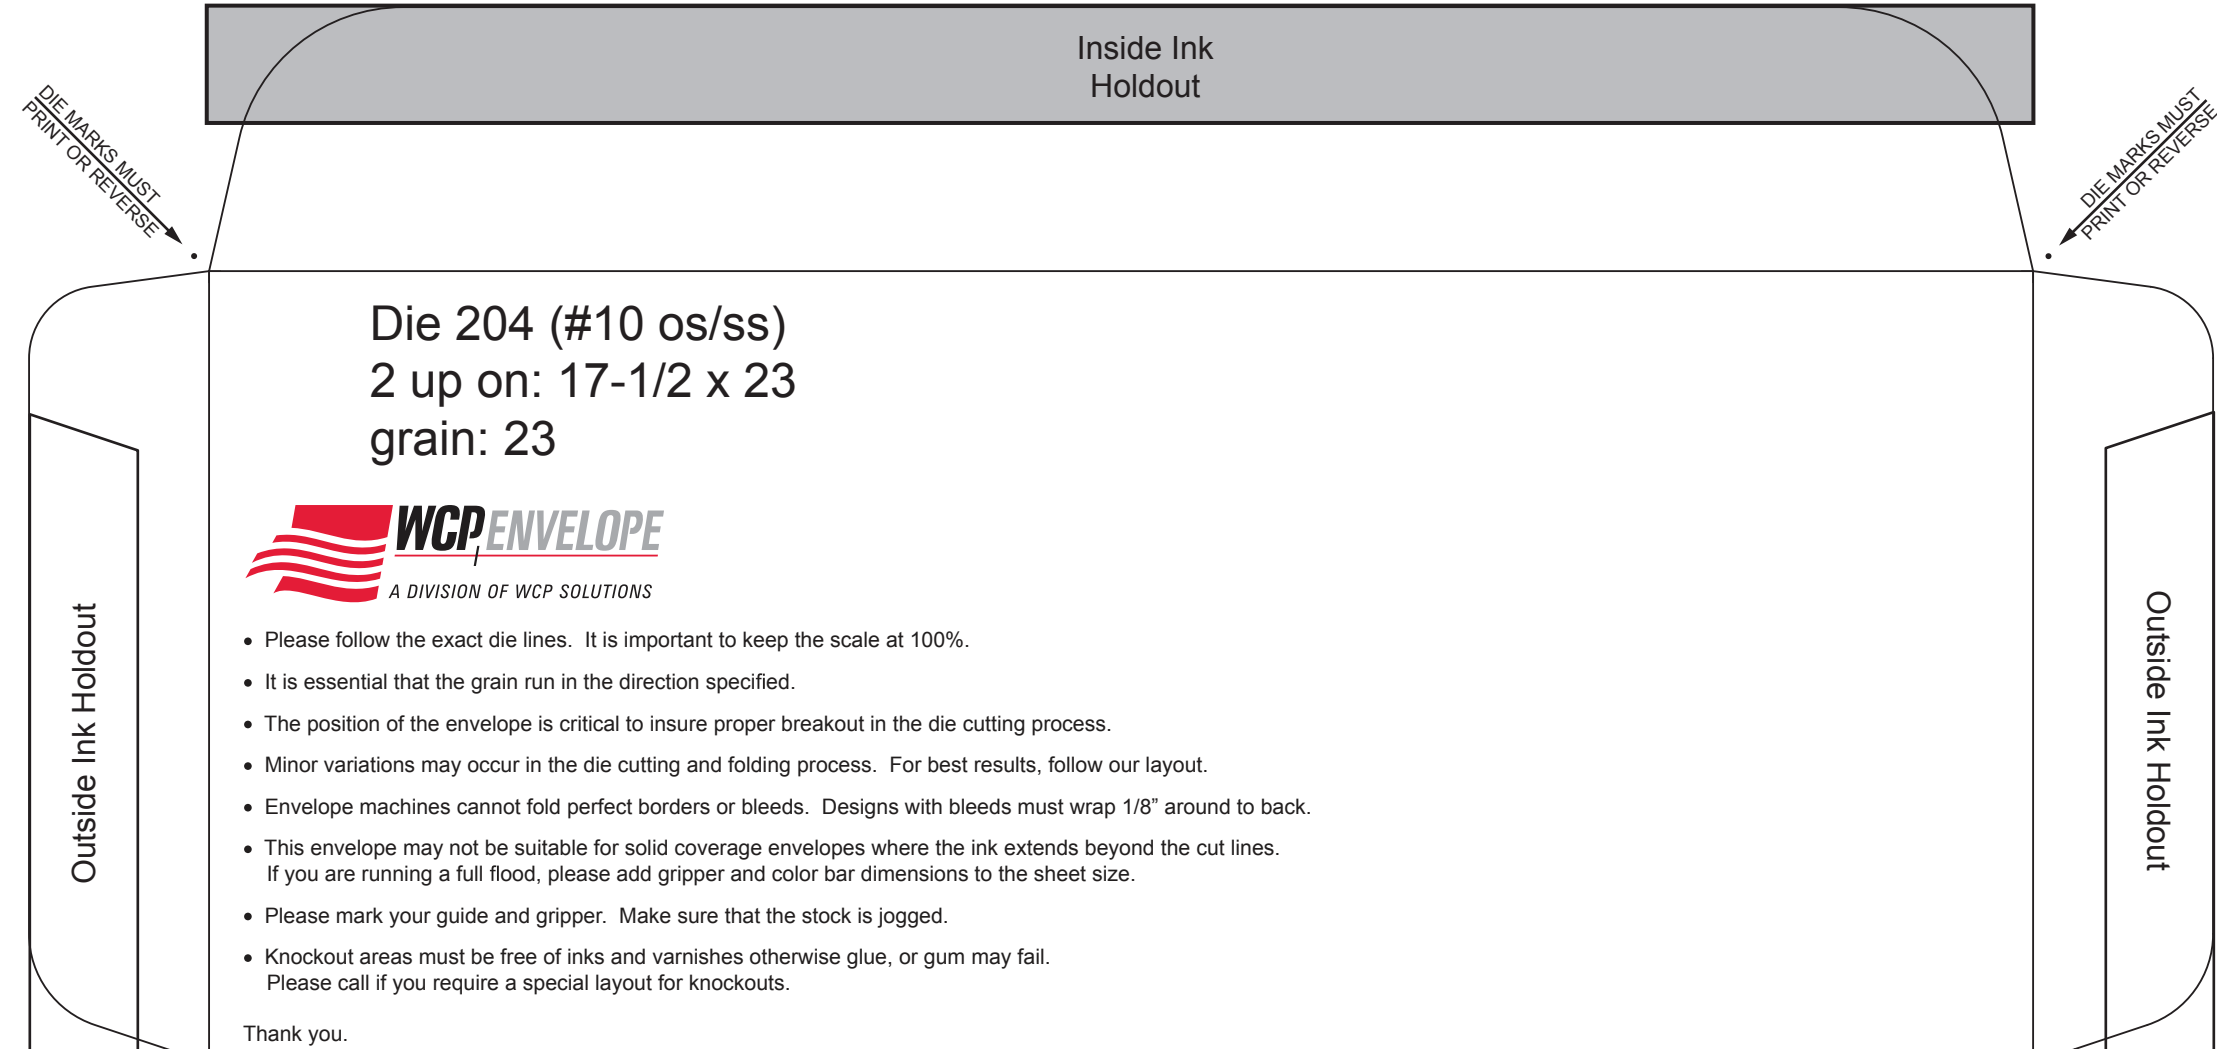 Inside Ink
Holdout
DIE MARKS MUST
PRINT OR REVERSE
DIE MARKS MUST
PRINT OR REVERSE
Die 204 (#10 os/ss)
2 up on: 17-1/2 x 23
grain: 23
WCP ENVELOPE
A DIVISION OF WCP SOLUTIONS
Outside Ink Holdout
Outside Ink Holdout
• Please follow the exact die lines.  It is important to keep the scale at 100%.
• It is essential that the grain run in the direction specified.
• The position of the envelope is critical to insure proper breakout in the die cutting process.
• Minor variations may occur in the die cutting and folding process.  For best results, follow our layout.
• Envelope machines cannot fold perfect borders or bleeds.  Designs with bleeds must wrap 1/8” around to back.
• This envelope may not be suitable for solid coverage envelopes where the ink extends beyond the cut lines.
If you are running a full flood, please add gripper and color bar dimensions to the sheet size.
• Please mark your guide and gripper.  Make sure that the stock is jogged.
• Knockout areas must be free of inks and varnishes otherwise glue, or gum may fail.
Please call if you require a special layout for knockouts.
Thank you.